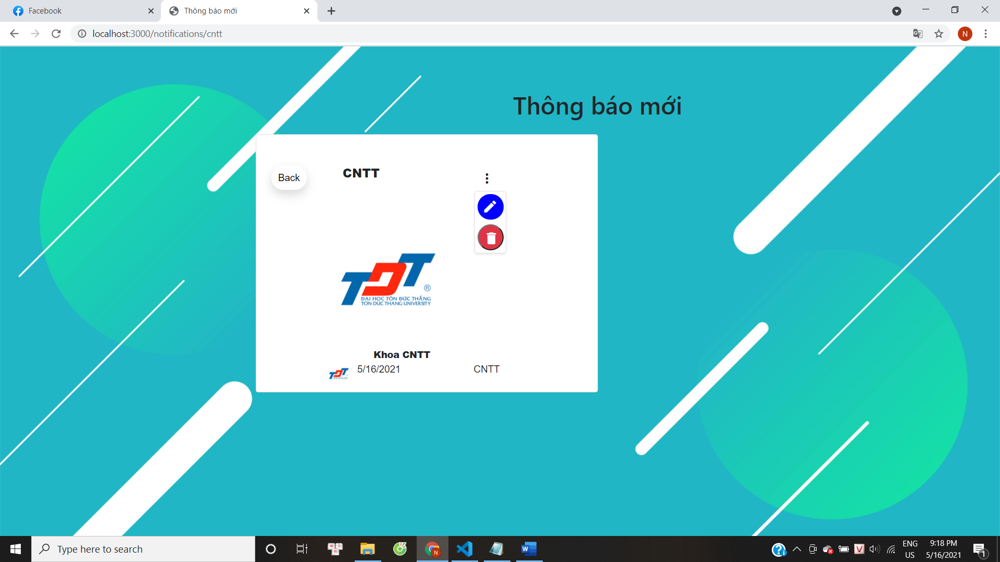 Facebook
Thông báo mới
localhost:3000/notifications/cntt
N
Thông báo mới
Back
CNTT
TDT
®
ĐẠI HỌC TÔN ĐỨC THẮNG
TON DUC THANG UNIVERSITY
Khoa CNTT
5/16/2021
CNTT
TDT
Type here to search
ENG
US
9:18 PM
5/16/2021
1